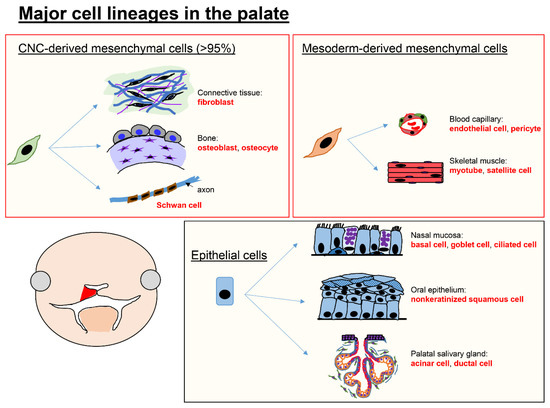 Major cell lineages in the palate
CNC-derived mesenchymal cells (>95%)
Connective tissue:
fibroblast
Bone:
osteoblast, osteocyte
axon
Schwan cell
Mesoderm-derived mesenchymal cells
Blood capillary:
endothelial cell, pericyte
Skeletal muscle:
myotube, satellite cell
Epithelial cells
Nasal mucosa:
basal cell, goblet cell, ciliated cell
Oral epithelium:
nonkeratinized squamous cell
Palatal salivary gland:
acinar cell, ductal cell